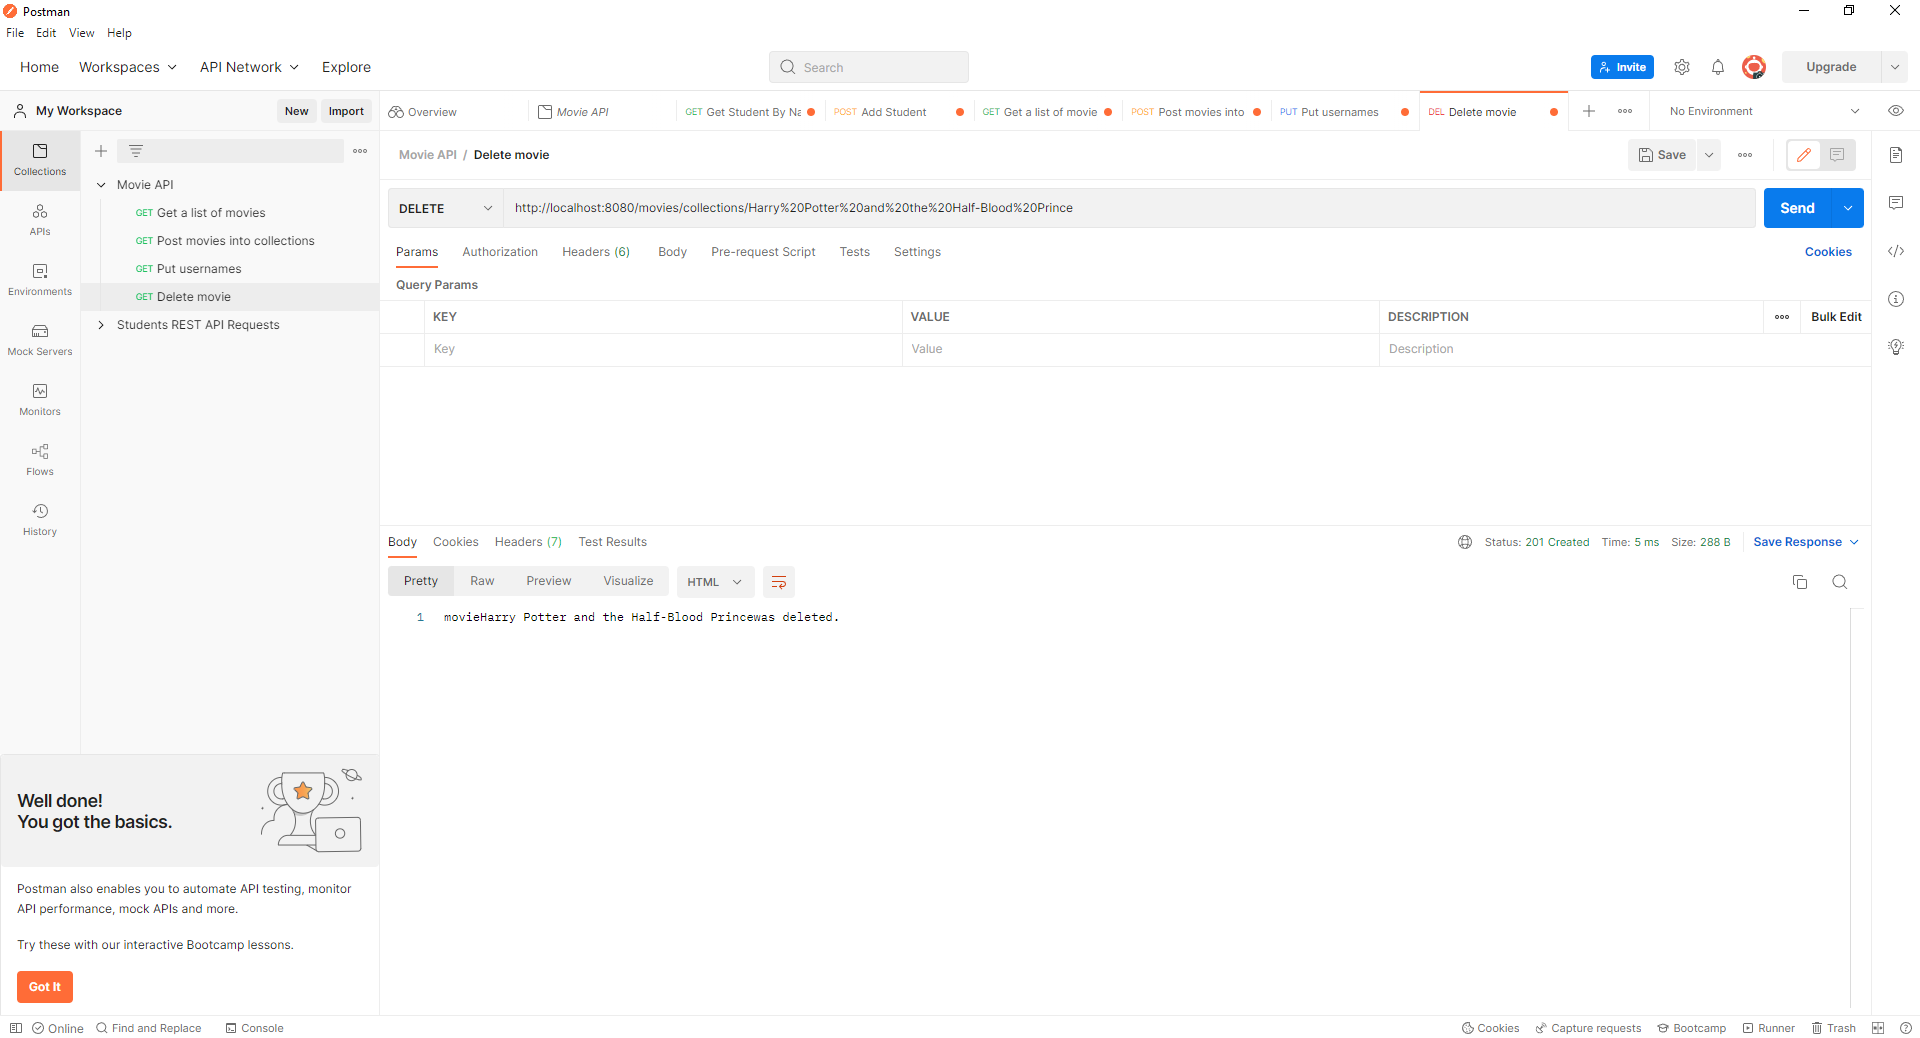 Postman
File Edit View Help
Home Workspaces API Network Explore
Search
Invite
Upgrade
My Workspace
New Import
Overview
Movie API
GET Get Student By Na
POST Add Student
GET Get a list of movie
POST Post movies into
PUT Put usernames
DEL Delete movie
No Environment
Collections
APIs
Environments
Mock Servers
Monitors
Flows
History
Movie API
GET Get a list of movies
GET Post movies into collections
GET Put usernames
GET Delete movie
Students REST API Requests
Movie API / Delete movie
Save
DELETE
http://localhost:8080/movies/collections/Harry%20Potter%20and%20the%20Half-Blood%20Prince
Send
Params Authorization Headers (6) Body Pre-request Script Tests Settings
Cookies
Query Params
KEY VALUE DESCRIPTION
Bulk Edit
Key Value Description
Body Cookies Headers (7) Test Results
Status: 201 Created Time: 5 ms Size: 288 B
Save Response
Pretty Raw Preview Visualize HTML
1 movieHarry Potter and the Half-Blood Princewas deleted.
Well done!
You got the basics.
Postman also enables you to automate API testing, monitor
API performance, mock APIs and more.
Try these with our interactive Bootcamp lessons.
Got It
Online Find and Replace Console
Cookies Capture requests Bootcamp Runner Trash